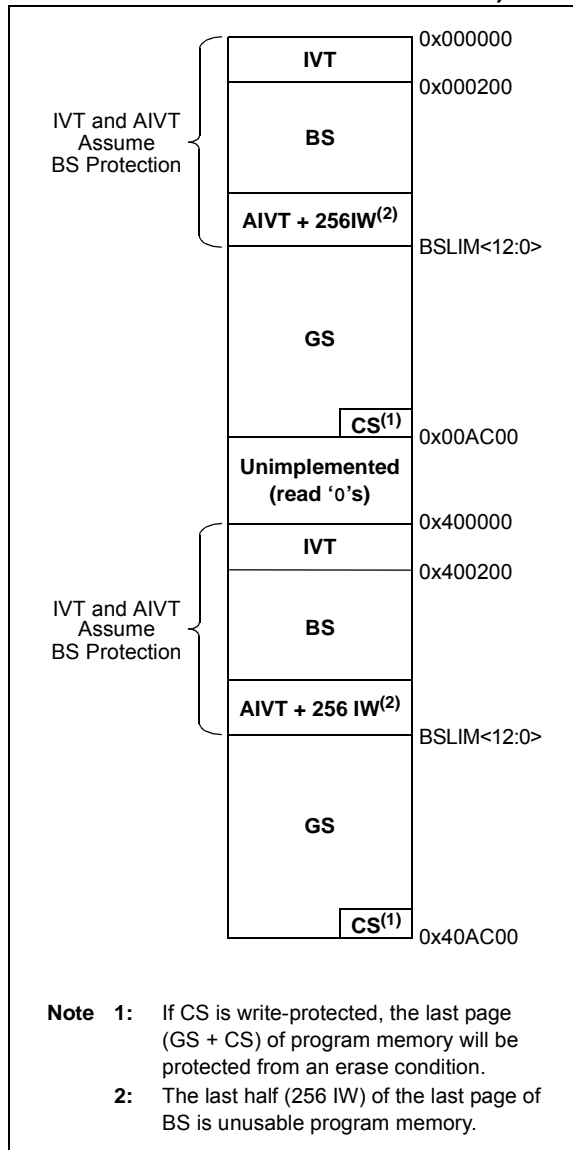 0x000000
IVT
0x000200
IVT and AIVT
Assume
BS Protection
BS
AIVT + 256IW(2)
BSLIM<12:0>
GS
CS(1)
0x00AC00
Unimplemented
(read ‘0’s)
0x400000
IVT
0x400200
IVT and AIVT
Assume
BS Protection
BS
AIVT + 256 IW(2)
BSLIM<12:0>
GS
CS(1)
0x40AC00
Note 1: If CS is write-protected, the last page
(GS + CS) of program memory will be
protected from an erase condition.
2: The last half (256 IW) of the last page of
BS is unusable program memory.